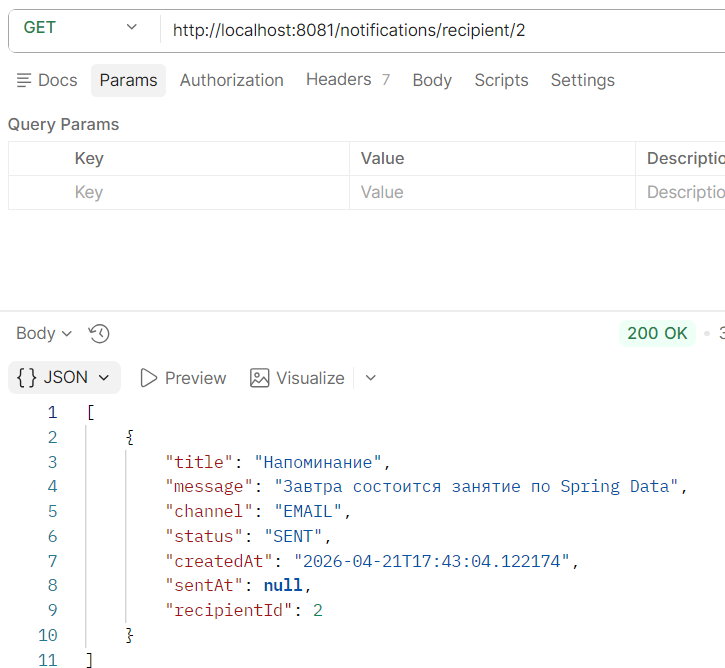 GET http://localhost:8081/notifications/recipient/2
Docs Params Authorization Headers 7 Body Scripts Settings
Query Params
Key Value Descriptio
Key Value Descriptio
Body 200 OK
{} JSON Preview Visualize
1 [
2 {
3 "title": "Напоминание",
4 "message": "Завтра состоится занятие по Spring Data",
5 "channel": "EMAIL",
6 "status": "SENT",
7 "createdAt": "2026-04-21T17:43:04.122174",
8 "sentAt": null,
9 "recipientId": 2
10 }
11 ]